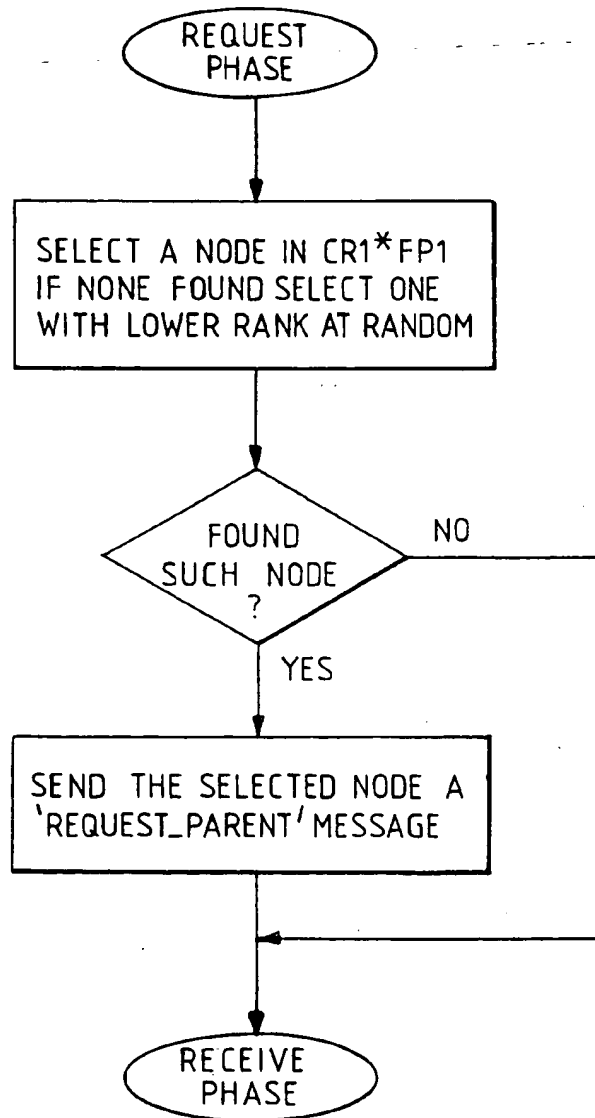 REQUEST
PHASE
SELECT A NODE IN CR1*FP1
IF NONE FOUND SELECT ONE
WITH LOWER RANK AT RANDOM
FOUND
SUCH NODE
?
NO
YES
SEND THE SELECTED NODE A
'REQUEST_PARENT' MESSAGE
RECEIVE
PHASE